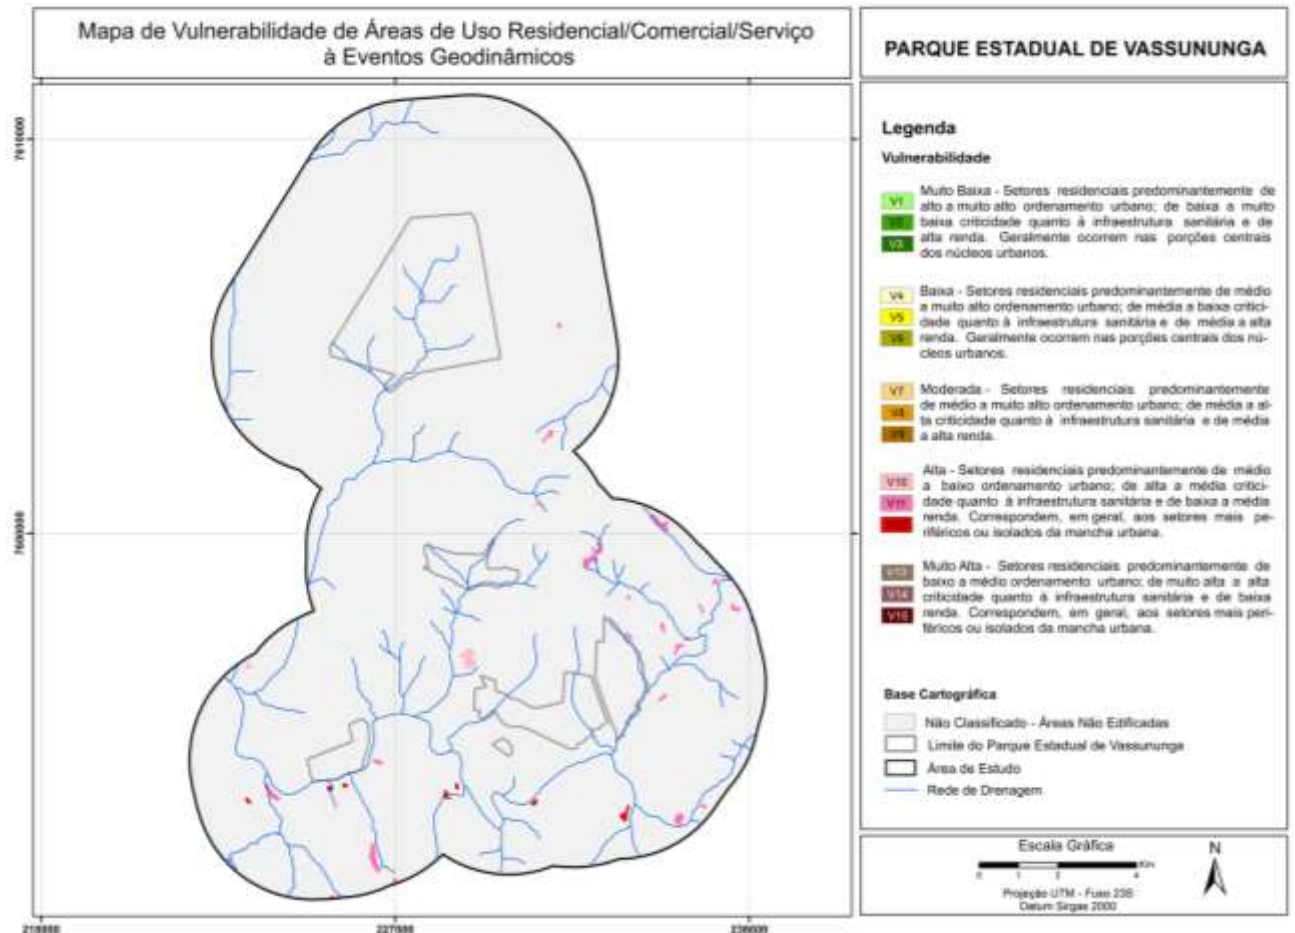 Mapa de Vulnerabilidade de Áreas de Uso Residencial/Comercial/Serviço
à Eventos Geodinâmicos
PARQUE ESTADUAL DE VASSUNUNGA
7610000
7600000
218000
227000
236000
Legenda
Vulnerabilidade
V1
V2
V3
Muito Baixa - Setores residenciais predominantemente de
alto a muito alto ordenamento urbano; de baixa a muito
baixa criticidade quanto à infraestrutura sanitária e de
alta renda. Geralmente ocorrem nas porções centrais
dos núcleos urbanos.
V4
V5
V6
Baixa - Setores residenciais predominantemente de médio
a muito alto ordenamento urbano; de média a baixa critici-
dade quanto à infraestrutura sanitária e de média a alta
renda. Geralmente ocorrem nas porções centrais dos nú-
cleos urbanos.
V7
V8
V9
Moderada - Setores residenciais predominantemente
de médio a muito alto ordenamento urbano; de média a al-
ta criticidade quanto à infraestrutura sanitária e de média
a alta renda.
V10
V11
Alta - Setores residenciais predominantemente de médio
a baixo ordenamento urbano; de alta a média critici-
dade quanto à infraestrutura sanitária e de baixa a média
renda. Correspondem, em geral, aos setores mais pe-
riféricos ou isolados da mancha urbana.
V13
V14
V15
Muito Alta - Setores residenciais predominantemente de
baixo a médio ordenamento urbano; de muito alta a alta
criticidade quanto à infraestrutura sanitária e de baixa
renda. Correspondem, em geral, aos setores mais peri-
féricos ou isolados da mancha urbana.
Base Cartográfica
Não Classificado - Áreas Não Edificadas
Limite do Parque Estadual de Vassununga
Área de Estudo
Rede de Drenagem
Escala Gráfica
0 1 2 4 Km
N
Projeção UTM - Fuso 23S
Datum Sirgas 2000